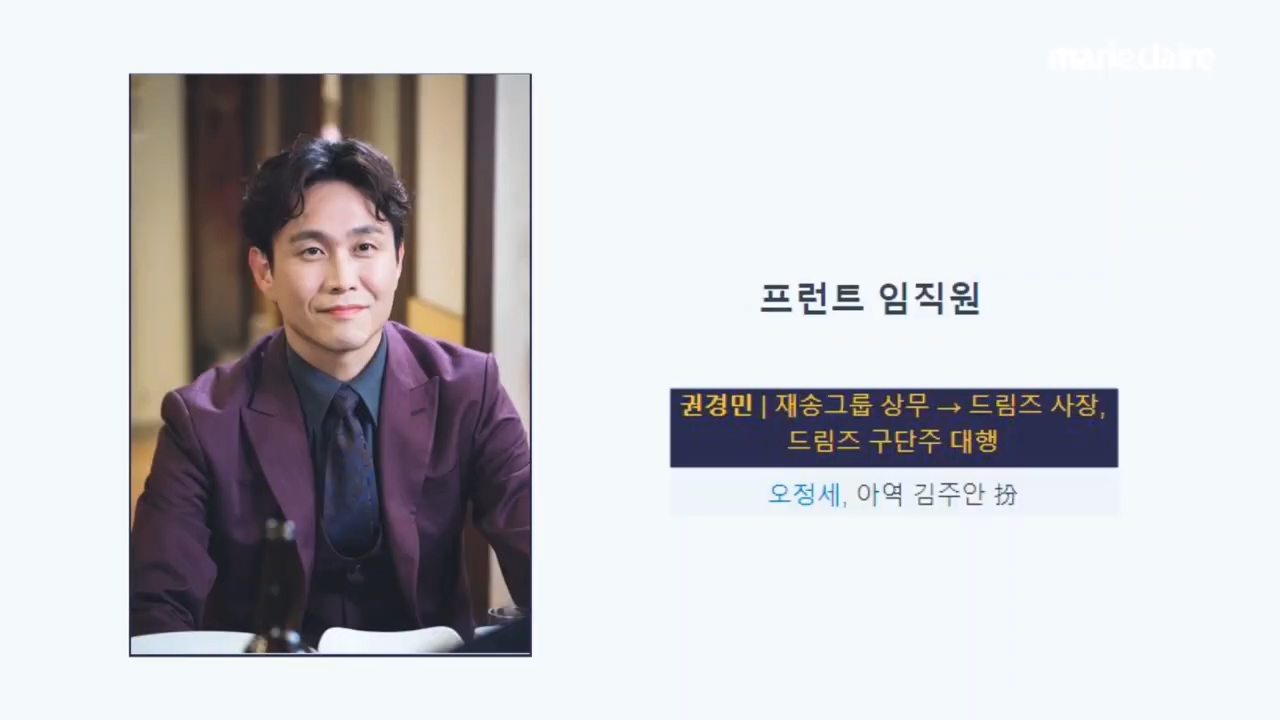 marie claire
프런트 임직원
권경민 | 재송그룹 상무 → 드림즈 사장,
드림즈 구단주 대행
오정세, 아역 김주안 扮